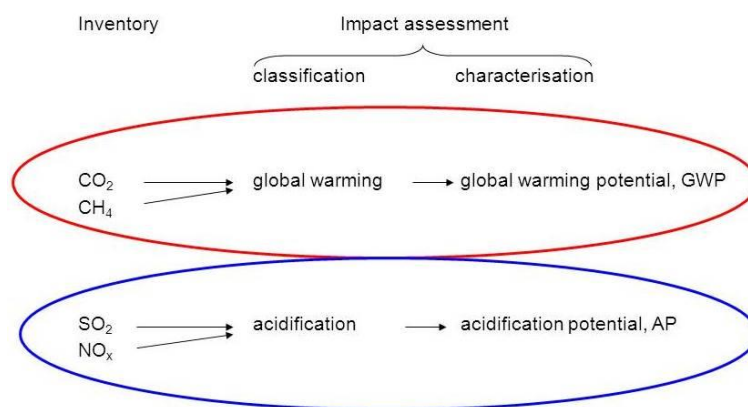 Inventory Impact assessment
classification characterisation
CO₂ global warming global warming potential, GWP
CH₄
SO₂ acidification acidification potential, AP
NOₓ